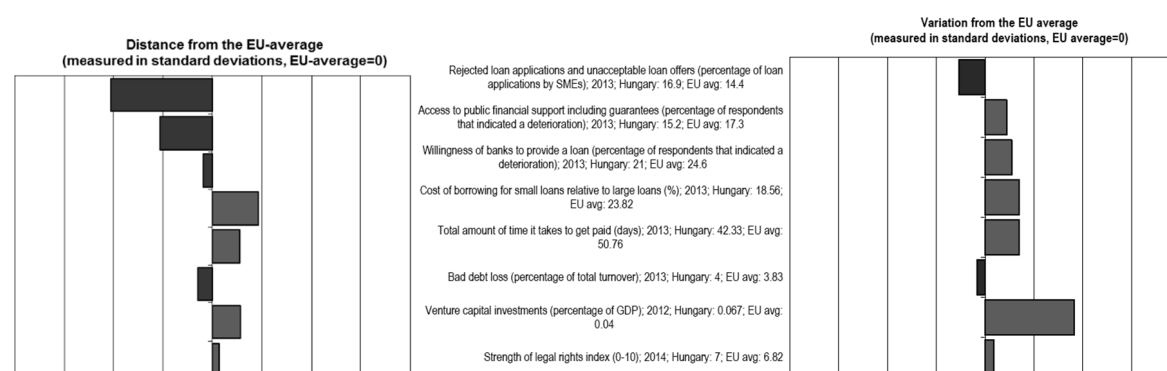 Distance from the EU-average
(measured in standard deviations, EU-average=0)
Rejected loan applications and unacceptable loan offers (percentage of loan
applications by SMEs); 2013; Hungary: 16.9; EU avg: 14.4
Access to public financial support including guarantees (percentage of respondents
that indicated a deterioration); 2013; Hungary: 15.2; EU avg: 17.3
Willingness of banks to provide a loan (percentage of respondents that indicated a
deterioration); 2013; Hungary: 21; EU avg: 24.6
Cost of borrowing for small loans relative to large loans (%); 2013; Hungary: 18.56;
EU avg: 23.82
Total amount of time it takes to get paid (days); 2013; Hungary: 42.33; EU avg:
50.76
Bad debt loss (percentage of total turnover); 2013; Hungary: 4; EU avg: 3.83
Venture capital investments (percentage of GDP); 2012; Hungary: 0.067; EU avg:
0.04
Strength of legal rights index (0-10); 2014; Hungary: 7; EU avg: 6.82
Variation from the EU average
(measured in standard deviations, EU average=0)